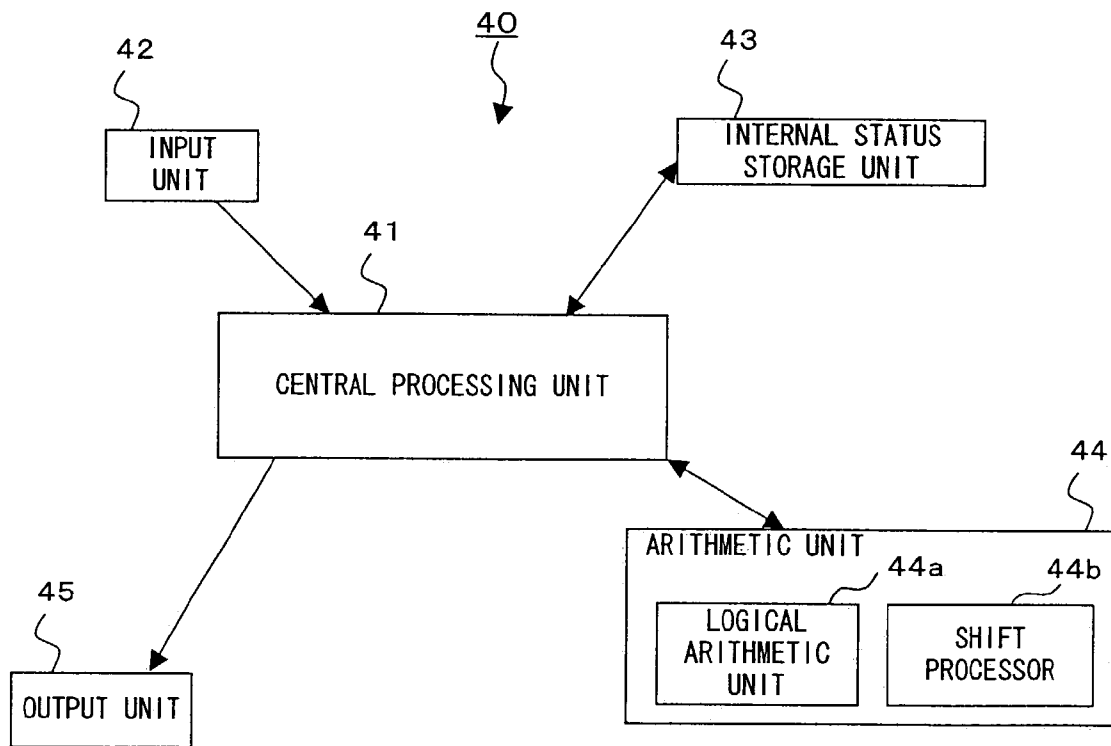 40
42
43
INPUT
UNIT
INTERNAL STATUS
STORAGE UNIT
41
CENTRAL PROCESSING UNIT
44
ARITHMETIC UNIT
44a
44b
LOGICAL
ARITHMETIC
UNIT
SHIFT
PROCESSOR
45
OUTPUT UNIT